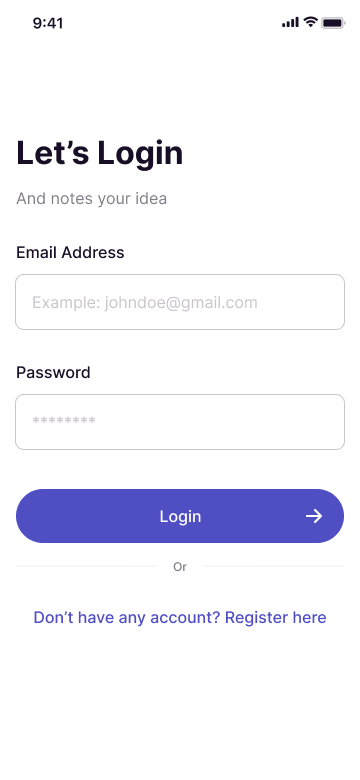 9:41
Let’s Login
And notes your idea
Email Address
Example: johndoe@gmail.com
Password
********
Login
Or
Don’t have any account? Register here